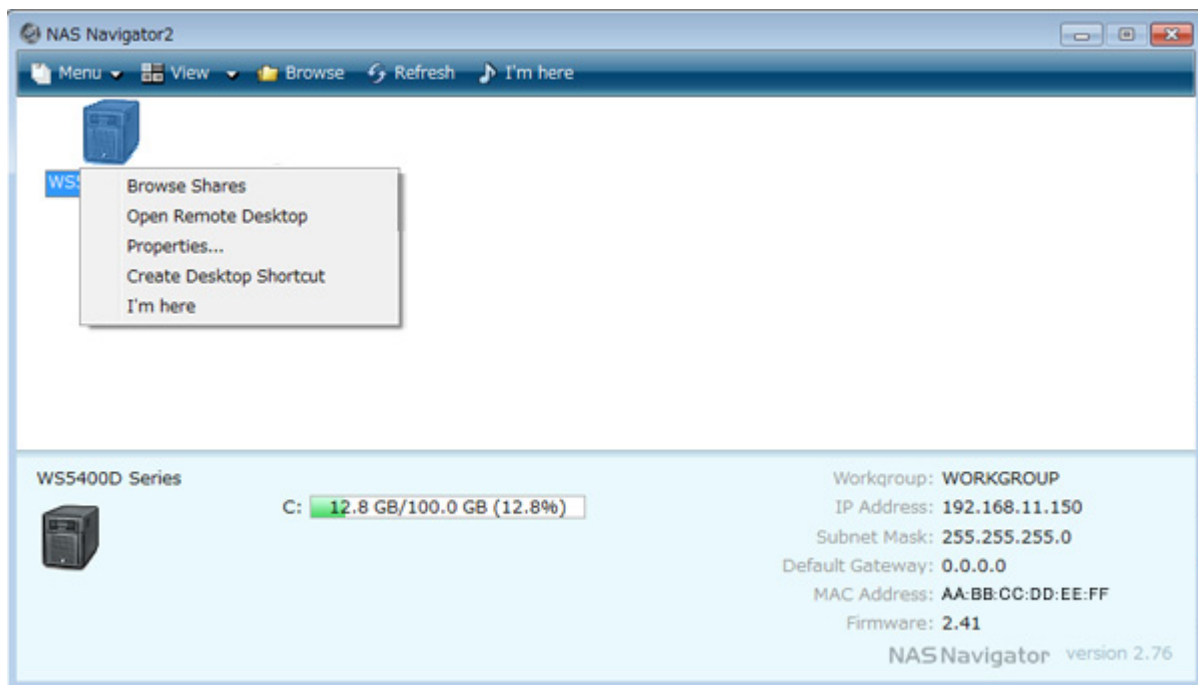 NAS Navigator2
Menu View Browse Refresh I'm here
Browse Shares
Open Remote Desktop
Properties...
Create Desktop Shortcut
I'm here
WS5400D Series
C: 12.8 GB/100.0 GB (12.8%)
Workgroup: WORKGROUP
IP Address: 192.168.11.150
Subnet Mask: 255.255.255.0
Default Gateway: 0.0.0.0
MAC Address: AA:BB:CC:DD:EE:FF
Firmware: 2.41
NAS Navigator version 2.76